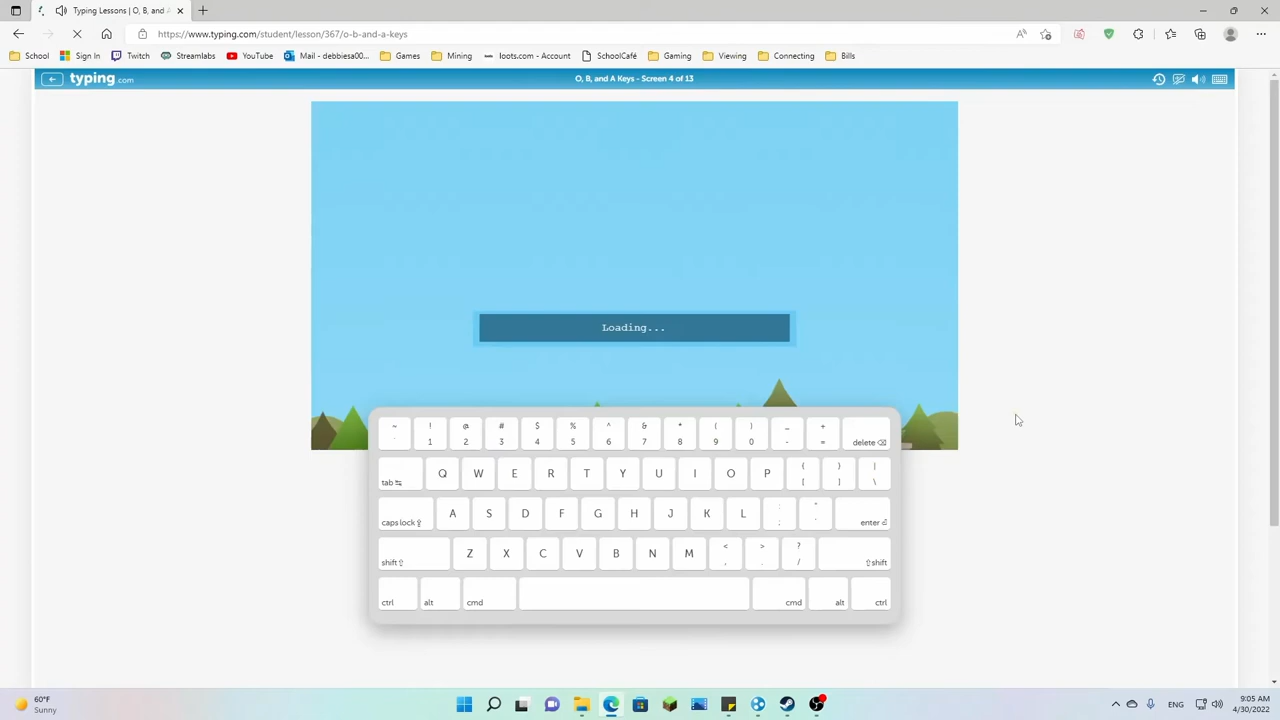 Typing Lessons | O, B, and A
https://www.typing.com/student/lesson/367/o-b-and-a-keys
School Sign In Twitch Streamlabs YouTube Mail - debbiesa00... Games Mining loots.com - Account SchoolCafé Gaming Viewing Connecting Bills
typing.com O, B, and A Keys - Screen 4 of 13
Loading...
~ ! @ # $ % ^ & * ( ) _ +
` 1 2 3 4 5 6 7 8 9 0 - = delete
tab Q W E R T Y U I O P { [ } ] | \
caps lock A S D F G H J K L : ; " ' enter
shift Z X C V B N M < , > . ? / shift
ctrl alt cmd cmd alt ctrl
60°F
Sunny
ENG
9:05 AM
4/30/2022